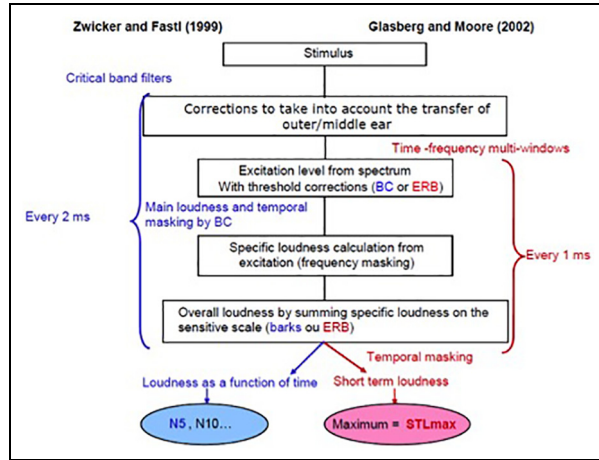 Zwicker and Fastl (1999)
Glasberg and Moore (2002)
Stimulus
Critical band filters
Corrections to take into account the transfer of
outer/middle ear
Time -frequency multi-windows
Excitation level from spectrum
With threshold corrections (BC or ERB)
Main loudness and temporal
masking by BC
Every 2 ms
Specific loudness calculation from
excitation (frequency masking)
Every 1 ms
Overall loudness by summing specific loudness on the
sensitive scale (barks ou ERB)
Temporal masking
Loudness as a function of time
Short term loudness
N5 , N10...
Maximum = STLmax